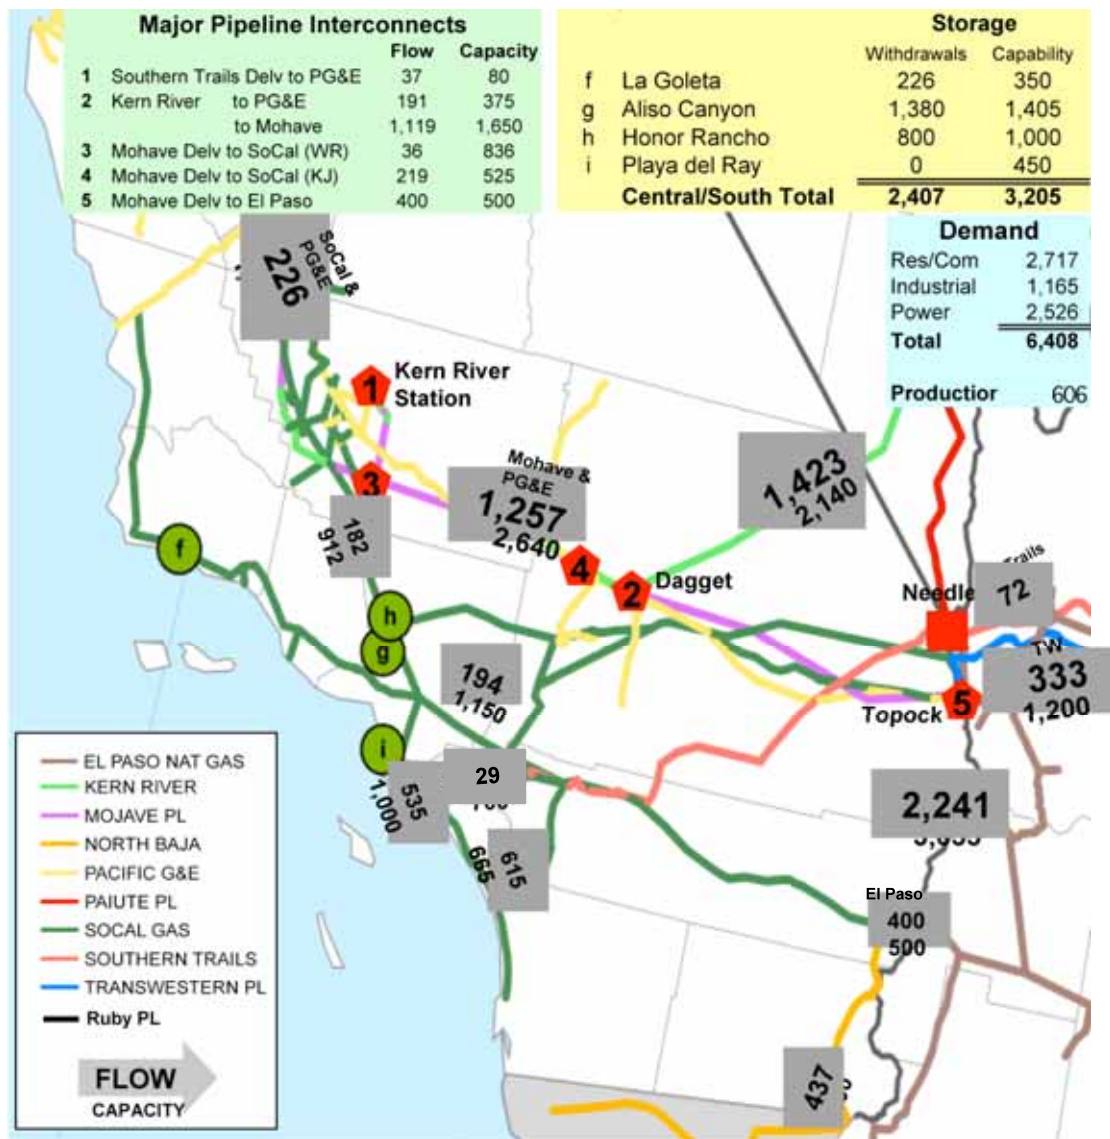 Major Pipeline Interconnects
Flow Capacity
1 Southern Trails Delv to PG&E 37 80
2 Kern River to PG&E 191 375
to Mohave 1,119 1,650
3 Mohave Delv to SoCal (WR) 36 836
4 Mohave Delv to SoCal (KJ) 219 525
5 Mohave Delv to El Paso 400 500
Storage
Withdrawals Capability
f La Goleta 226 350
g Aliso Canyon 1,380 1,405
h Honor Rancho 800 1,000
i Playa del Ray 0 450
Central/South Total 2,407 3,205
Demand
Res/Com 2,717
Industrial 1,165
Power 2,526
Total 6,408
Productior 606
SoCal &
PG&E
226
1
Kern River
Station
3
Mohave &
PG&E
1,257
2,640
1,423
2,140
182
912
4
2
Dagget
f
h
g
i
Needle
Trails
72
TW
333
1,200
5
Topock
194
1,150
29
535
1,000
615
665
2,241
El Paso
400
500
437
EL PASO NAT GAS
KERN RIVER
MOJAVE PL
NORTH BAJA
PACIFIC G&E
PAIUTE PL
SOCAL GAS
SOUTHERN TRAILS
TRANSWESTERN PL
Ruby PL
FLOW
CAPACITY